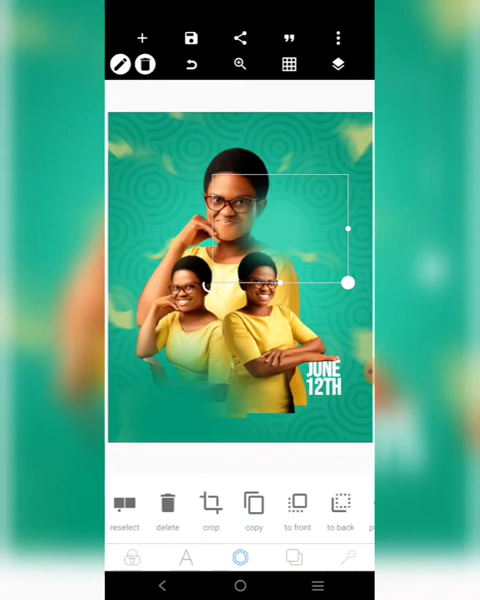 JUNE
12TH
reselect
delete
crop
copy
to front
to back